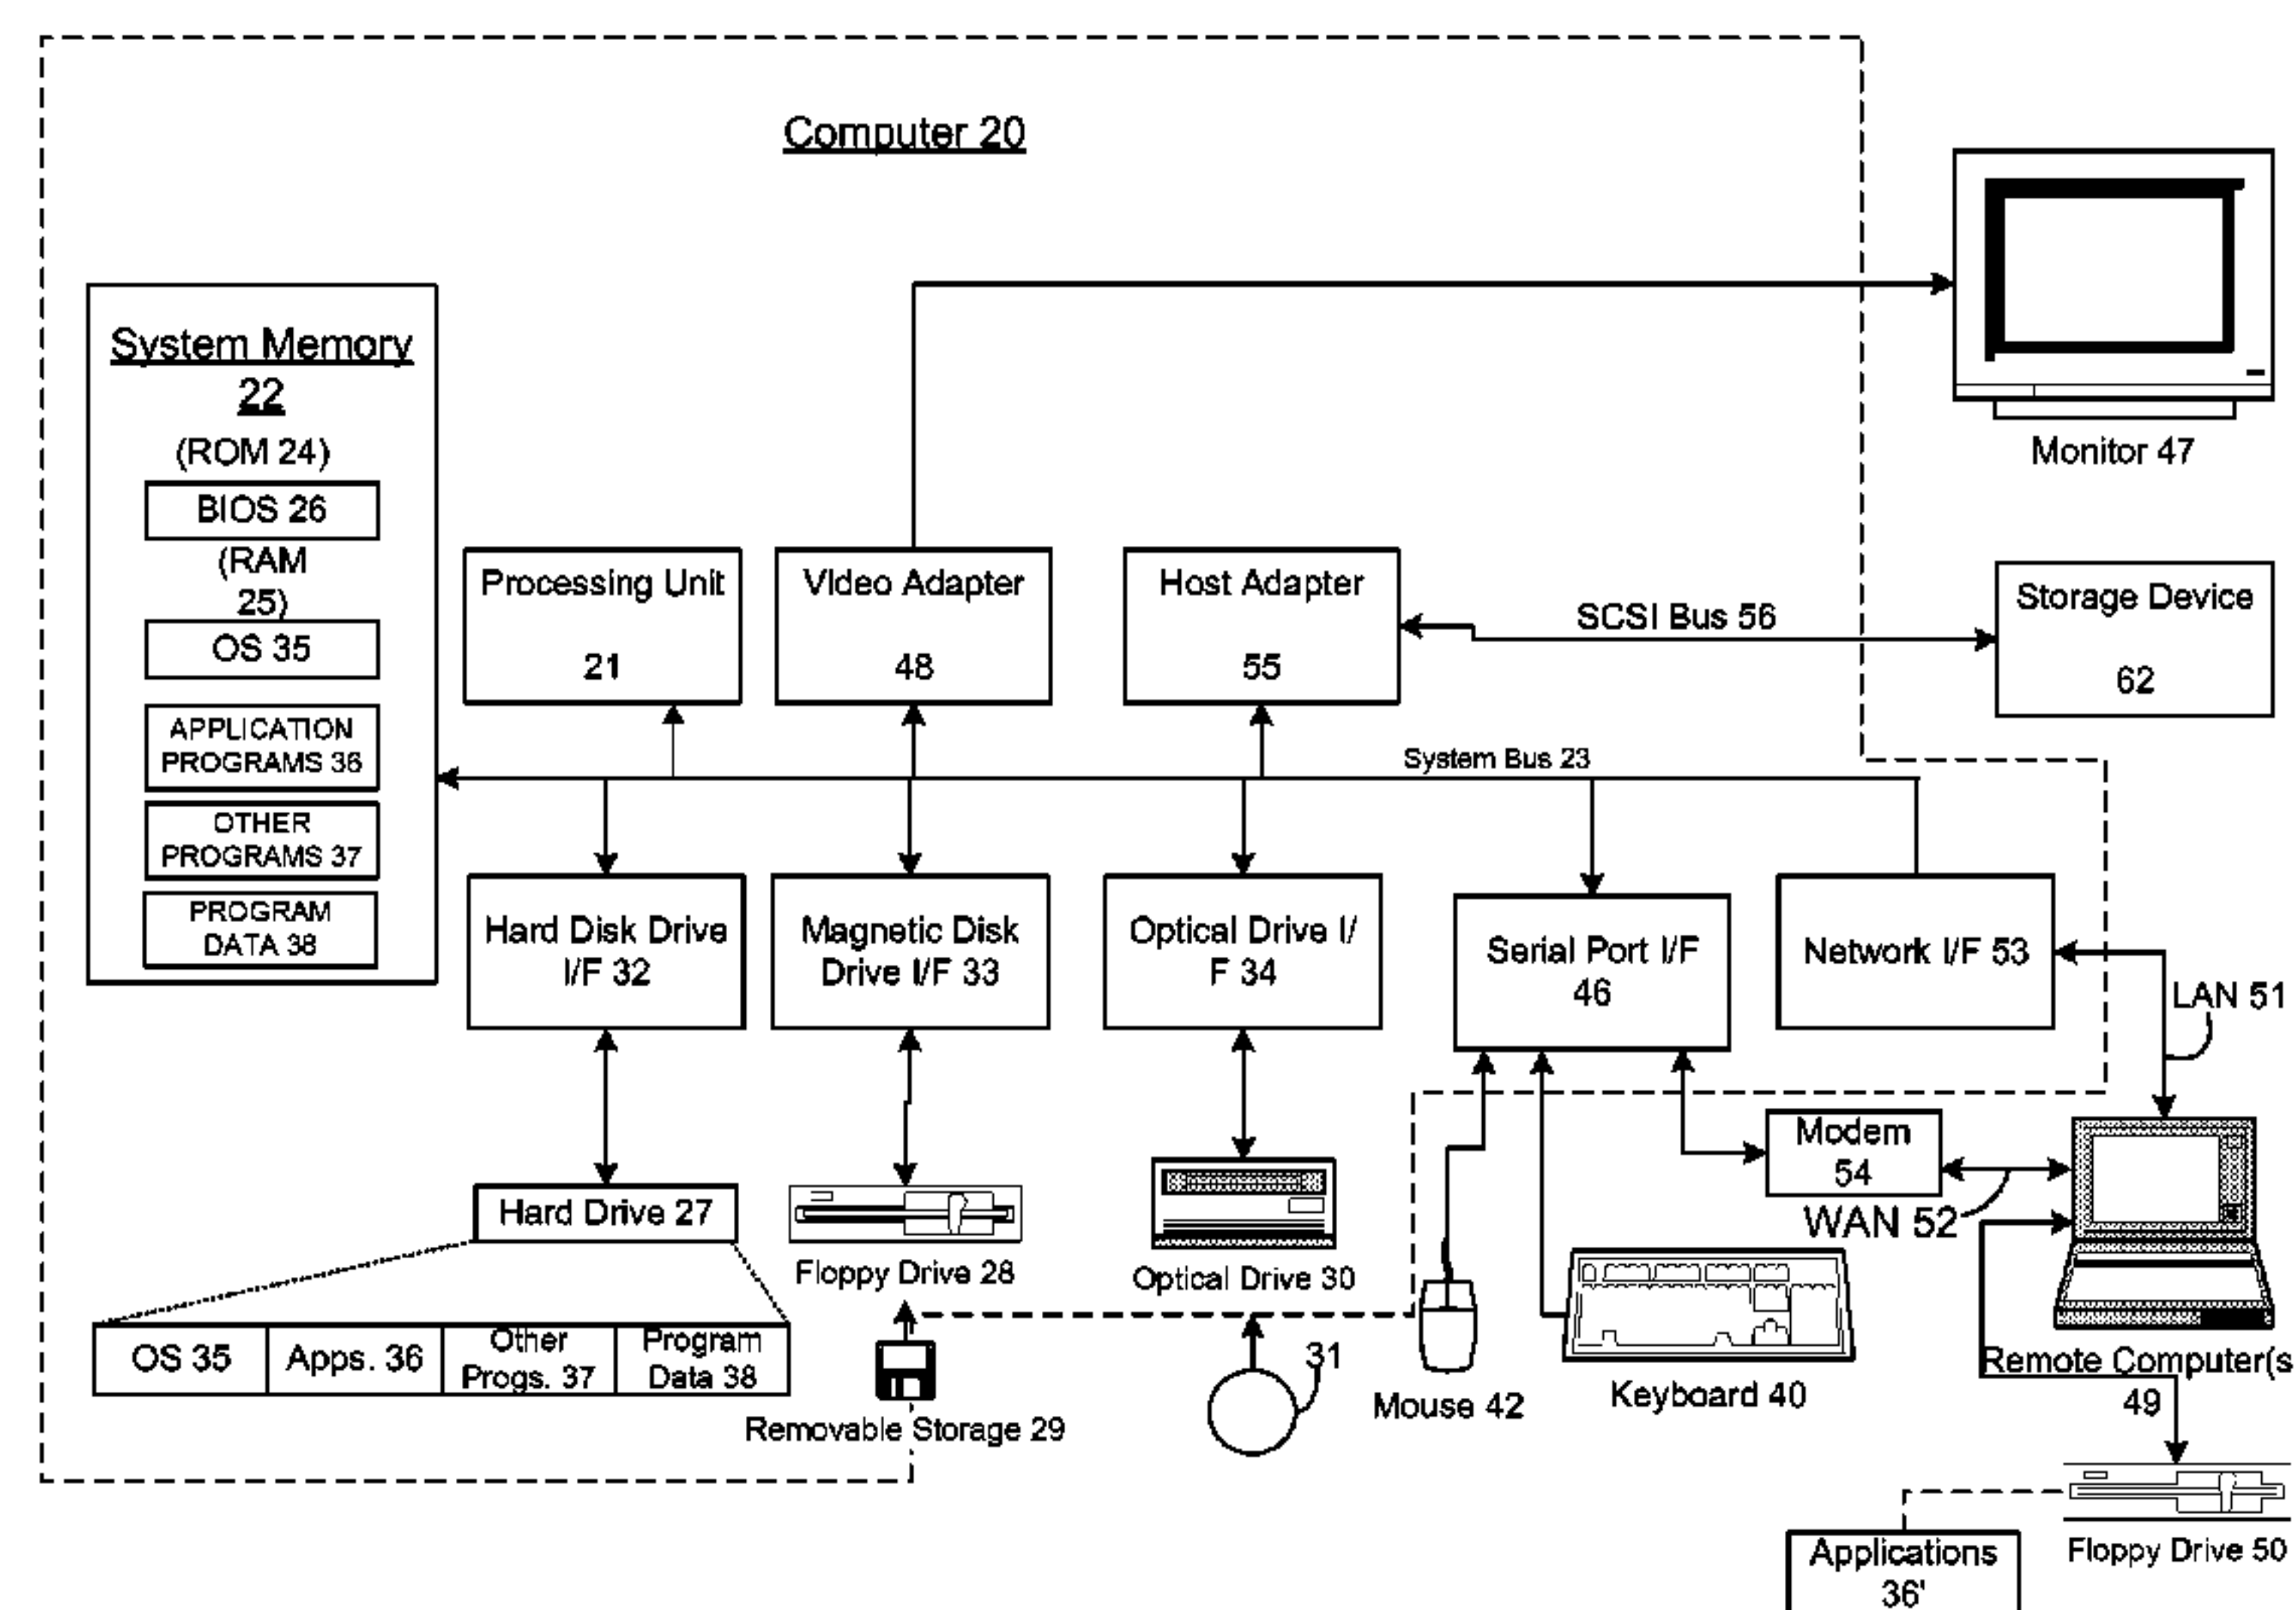 Computer 20
System Memory
22
(ROM 24)
BIOS 26
(RAM
25)
OS 35
APPLICATION
PROGRAMS 36
OTHER
PROGRAMS 37
PROGRAM
DATA 38
Processing Unit
21
Video Adapter
48
Host Adapter
55
SCSI Bus 56
Monitor 47
Storage Device
62
System Bus 23
Hard Disk Drive
I/F 32
Magnetic Disk
Drive I/F 33
Optical Drive I/
F 34
Serial Port I/F
46
Network I/F 53
LAN 51
Modem
54
WAN 52
Hard Drive 27
Floppy Drive 28
Optical Drive 30
OS 35
Apps. 36
Other
Progs. 37
Program
Data 38
Removable Storage 29
31
Mouse 42
Keyboard 40
Remote Computer(s
49
Floppy Drive 50
Applications
36'